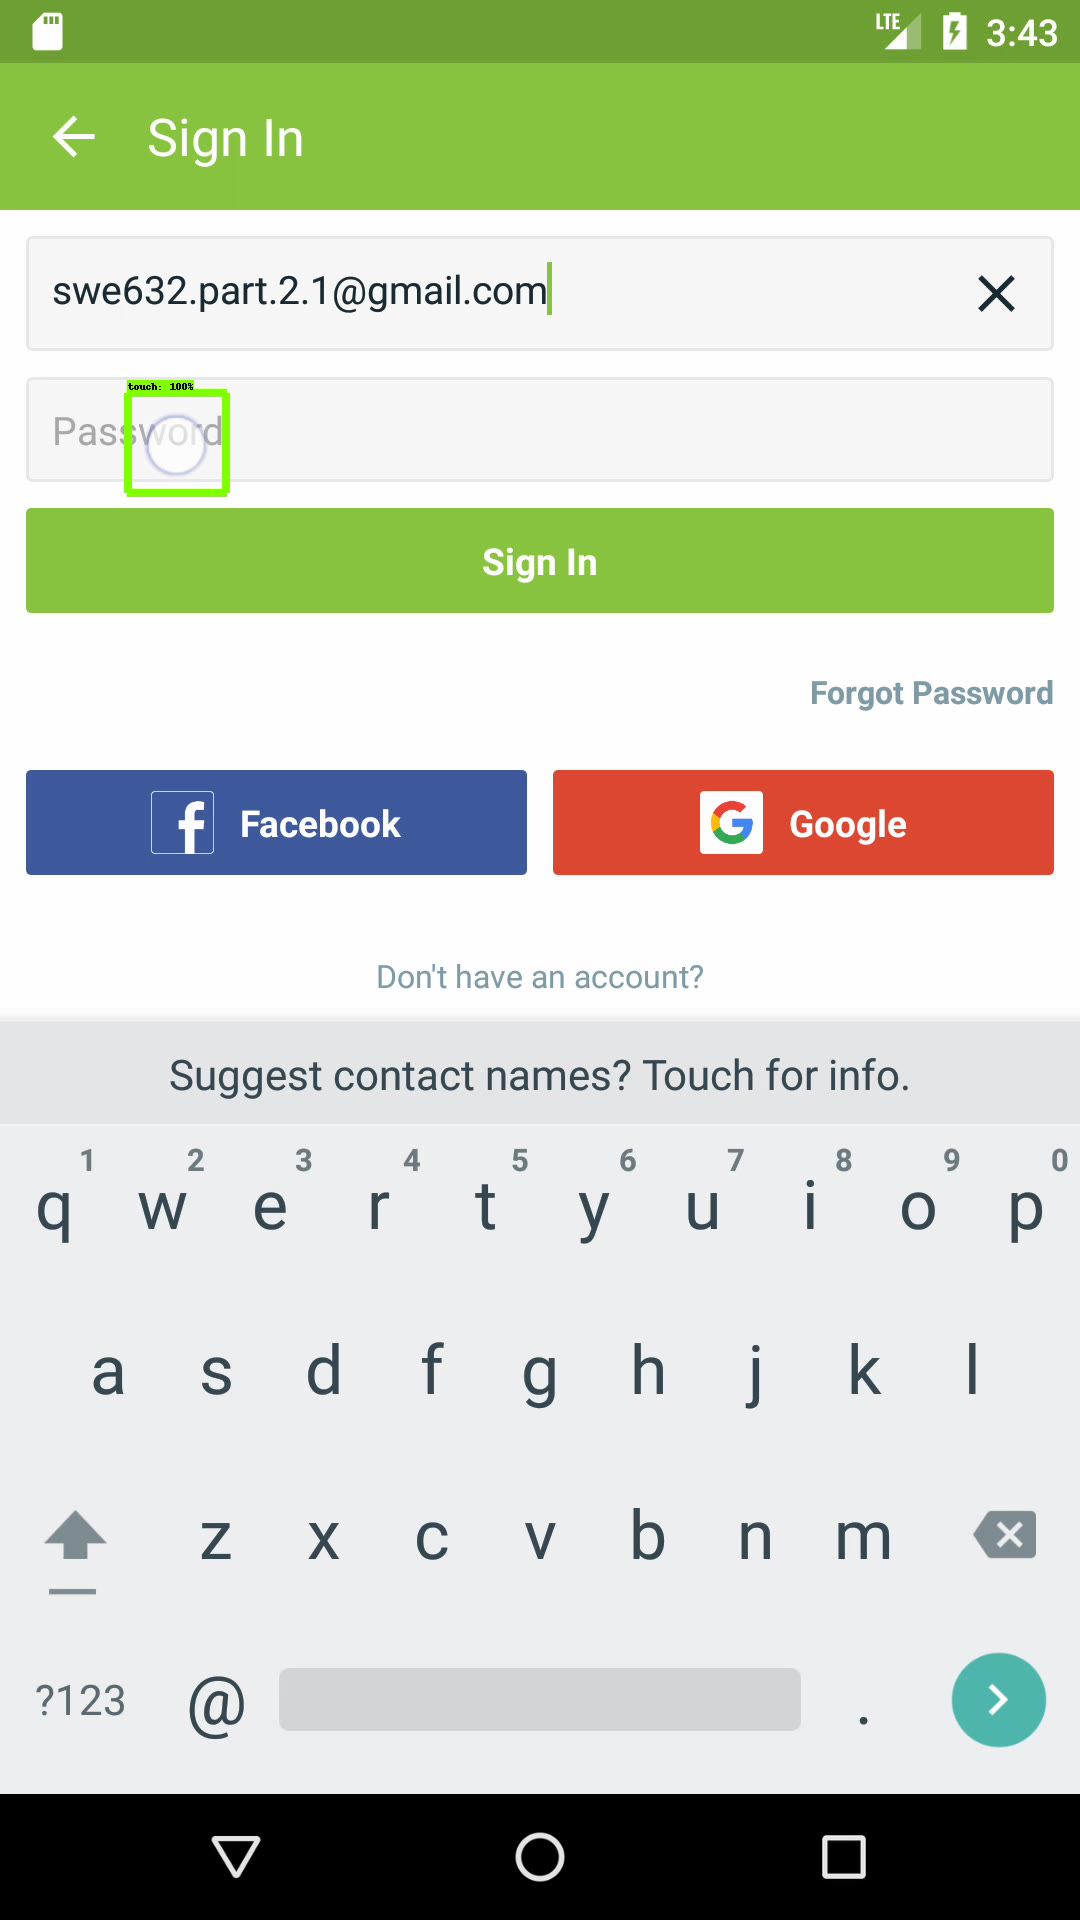 LTE 3:43
Sign In
swe632.part.2.1@gmail.com
touch: 100%
Password
Sign In
Forgot Password
Facebook Google
Don't have an account?
Suggest contact names? Touch for info.
1 2 3 4 5 6 7 8 9 0
q w e r t y u i o p
a s d f g h j k l
z x c v b n m
?123 @ .